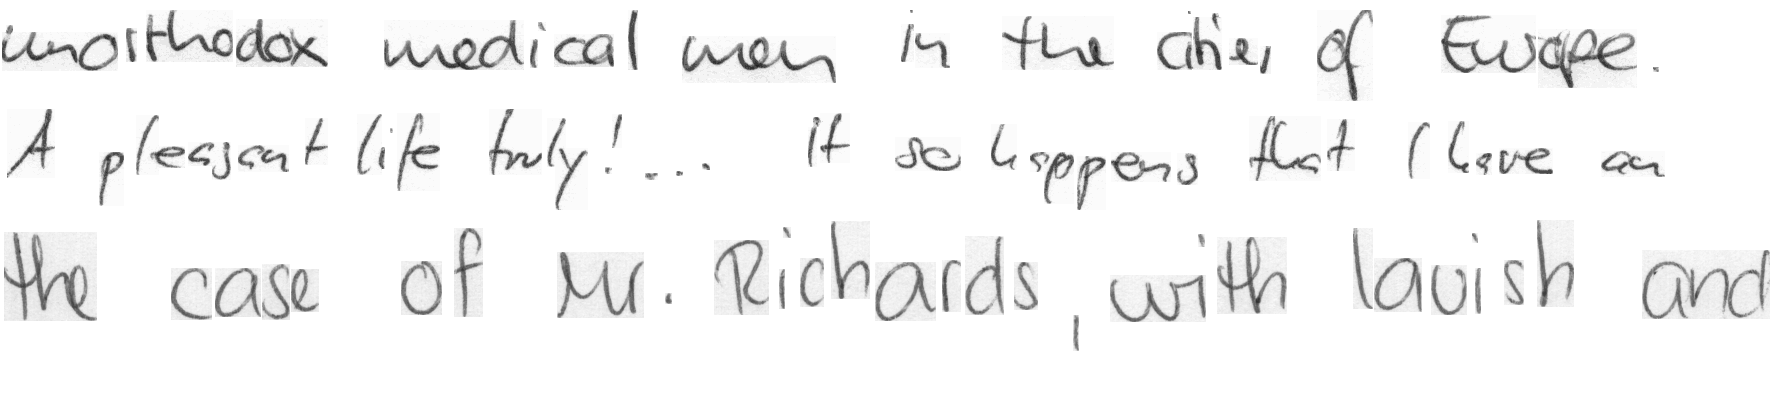 unorthodox medical men in the cities of Europe.
A pleasant life truly!... It so happens that I have an
the case of Mr. Richards, with lavish and